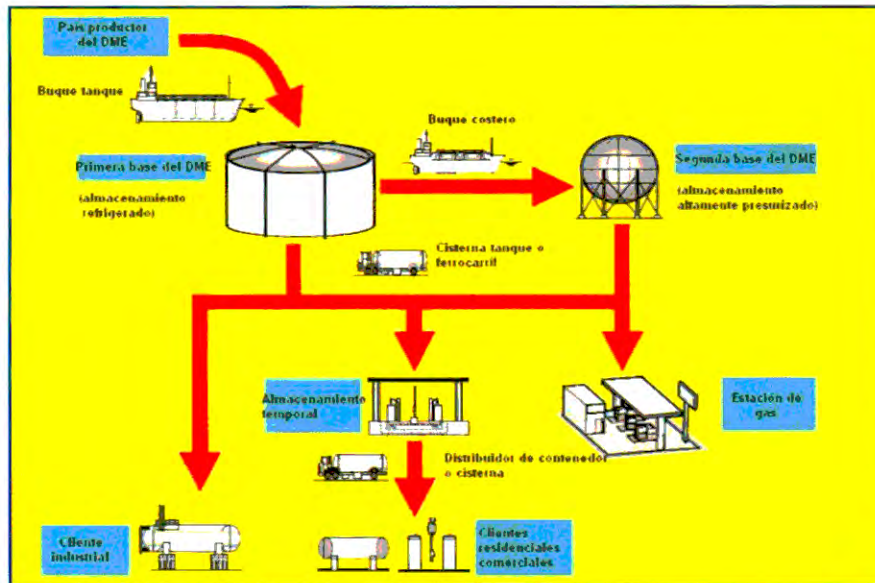 País productor
del DME
Buque tanque
Buque costero
Primera base del DME
(almacenamiento
refrigerado)
Segunda base del DME
(almacenamiento
altamente presurizado)
Cisterna tanque o
ferrocarril
Almacenamiento
temporal
Estación de
gas
Distribuidor de contenedor
o cisterna
Cliente
industrial
Clientes
residenciales
comerciales